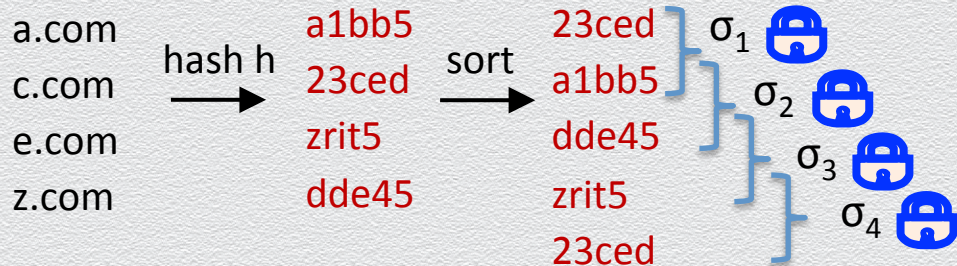 a.com
c.com
e.com
z.com
hash h
a1bb5
23ced
zrit5
dde45
sort
23ced
a1bb5
dde45
zrit5
23ced
σ1
σ2
σ3
σ4